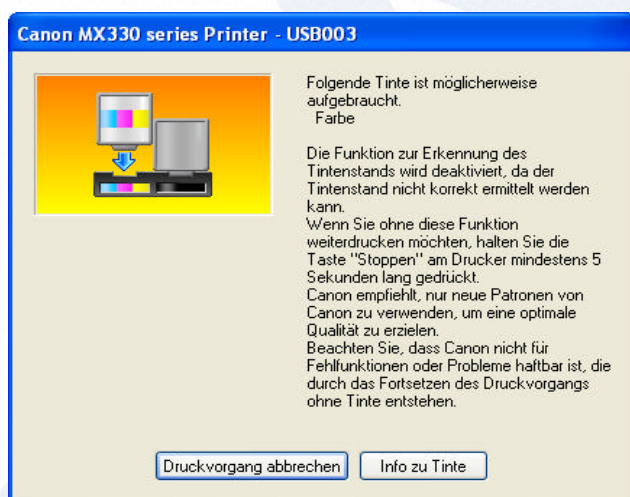 Canon MX330 series Printer - USB003
Folgende Tinte ist möglicherweise
aufgebraucht.
Farbe
Die Funktion zur Erkennung des
Tintenstands wird deaktiviert, da der
Tintenstand nicht korrekt ermittelt werden
kann.
Wenn Sie ohne diese Funktion
weiterdrucken möchten, halten Sie die
Taste "Stoppen" am Drucker mindestens 5
Sekunden lang gedrückt.
Canon empfiehlt, nur neue Patronen von
Canon zu verwenden, um eine optimale
Qualität zu erzielen.
Beachten Sie, dass Canon nicht für
Fehlfunktionen oder Probleme haftbar ist, die
durch das Fortsetzen des Druckvorgangs
ohne Tinte entstehen.
Druckvorgang abbrechen
Info zu Tinte